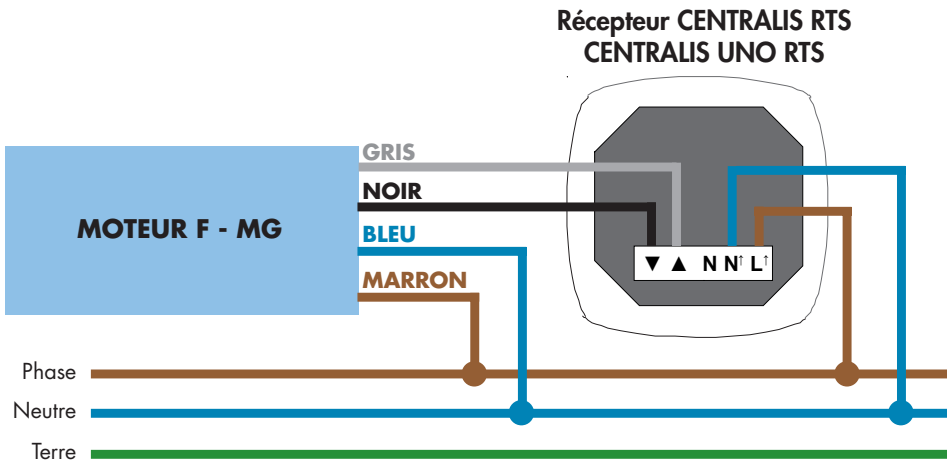 Récepteur CENTRALIS RTS
CENTRALIS UNO RTS
GRIS
NOIR
MOTEUR F - MG
BLEU
MARRON
▼ ▲ N N↑ L↑
Phase
Neutre
Terre